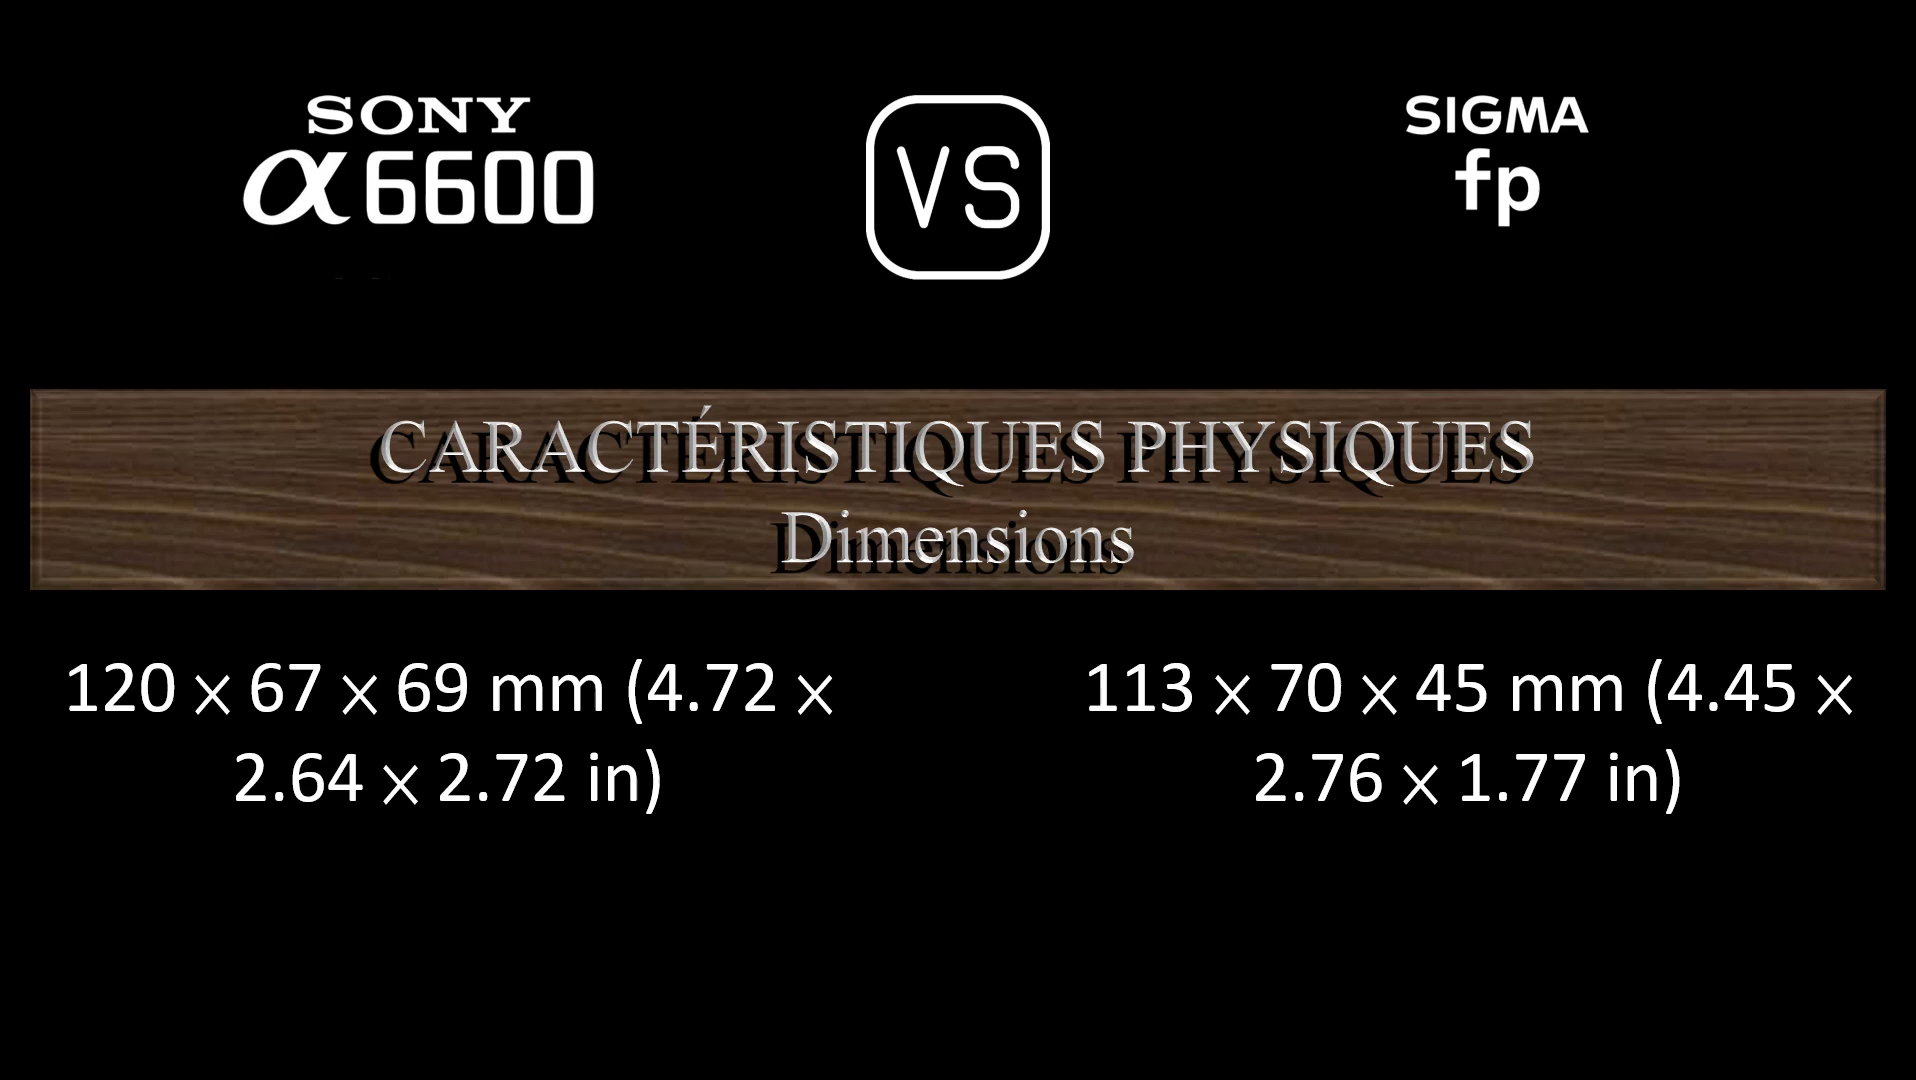 SONY
α6600
VS
SIGMA
fp
CARACTÉRISTIQUES PHYSIQUES
Dimensions
120 x 67 x 69 mm (4.72 x
2.64 x 2.72 in)
113 x 70 x 45 mm (4.45 x
2.76 x 1.77 in)